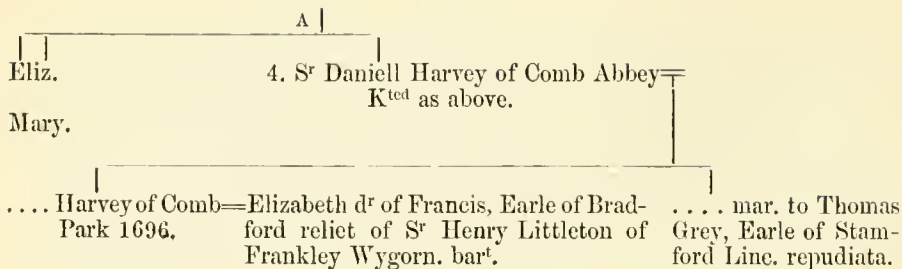 A
Eliz.
Mary.
4. Sʳ Daniell Harvey of Comb Abbey
Kᵗᵉᵈ as above.
.... Harvey of Comb=Elizabeth dʳ of Francis, Earle of Brad-
Park 1696.
ford relict of Sʳ Henry Littleton of
Frankley Wygorn. barᵗ.
.... mar. to Thomas
Grey, Earle of Stam-
ford Linc. repudiata.